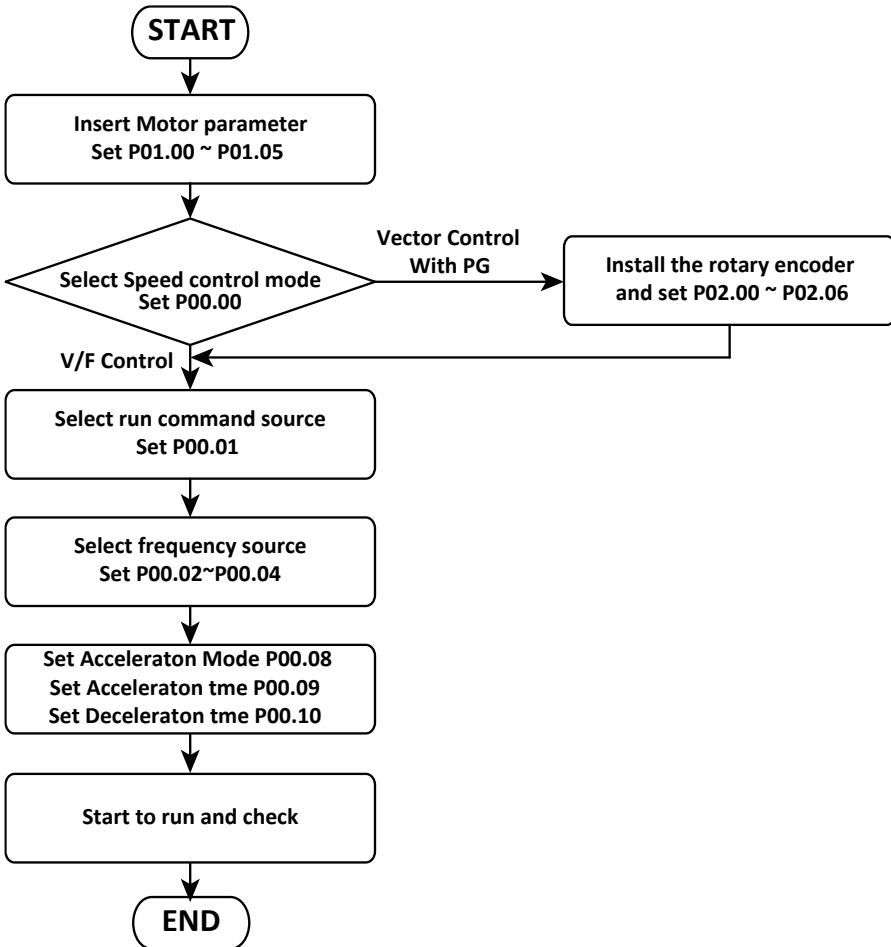 START
Insert Motor parameter
Set P01.00 ~ P01.05
Select Speed control mode
Set P00.00
Vector Control
With PG
Install the rotary encoder
and set P02.00 ~ P02.06
V/F Control
Select run command source
Set P00.01
Select frequency source
Set P00.02~P00.04
Set Acceleraton Mode P00.08
Set Acceleraton tme P00.09
Set Deceleraton tme P00.10
Start to run and check
END